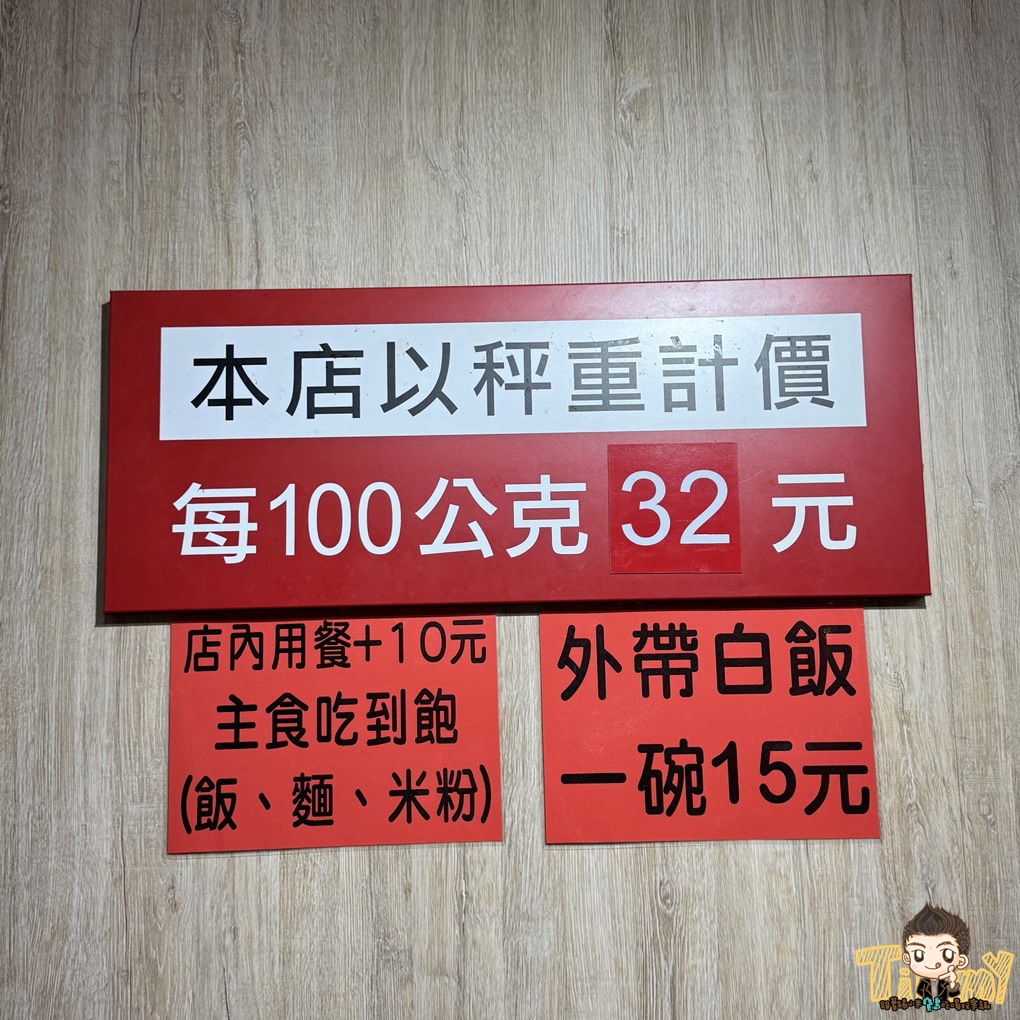 本店以秤重計價
每100公克 32 元
店內用餐+10元
主食吃到飽
(飯、麵、米粉)
外帶白飯
一碗15元